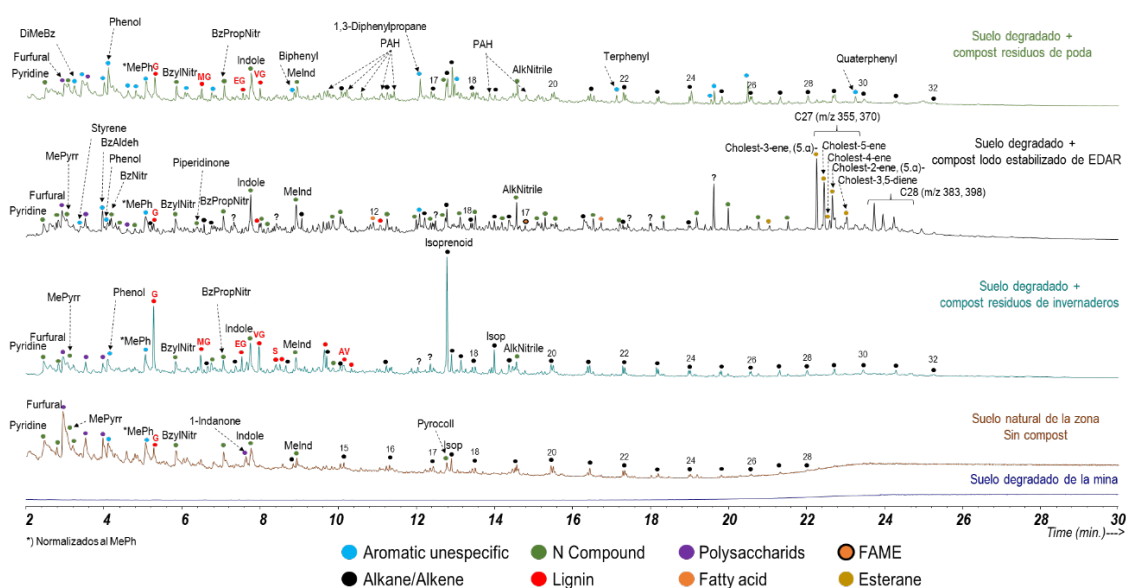 Phenol
1,3-Diphenylpropane
DiMeBz
BzPropNitr
PAH
PAH
Furfural
Indole
Biphenyl
Terphenyl
Quaterphenyl
Pyridine
*MePh
G
BzylNitr
MG
EG
VG
MeInd
17
18
AlkNitrile
20
22
24
26
28
30
32
Suelo degradado +
compost residuos de poda
C27 (m/z 355, 370)
Styrene
BzAldeh
MePyrr
Phenol
BzNitr
Piperidinone
Furfural
Pyridine
*MePh
G
BzylNitr
BzPropNitr
?
Indole
?
MeInd
?
12
11
?
?
18
AlkNitrile
17
?
?
?
?
Cholest-3-ene, (5.α)-
Cholest-5-ene
Cholest-4-ene
Cholest-2-ene, (5.α)-
Cholest-3,5-diene
C28 (m/z 383, 398)
Suelo degradado +
compost lodo estabilizado de EDAR
Isoprenoid
MePyrr
Phenol
G
BzPropNitr
Furfural
Pyridine
*MePh
BzylNitr
MG
Indole
EG
VG
S
MeInd
AV
?
?
Isop
18
AlkNitrile
20
22
24
26
28
30
32
Suelo degradado +
compost residuos de invernaderos
Furfural
Pyridine
MePyrr
*MePh
G
BzylNitr
1-Indanone
Indole
MeInd
15
16
Pyrocoll
17
Isop
18
20
22
24
26
28
Suelo natural de la zona
Sin compost
Suelo degradado de la mina
2 4 6 8 10 12 14 16 18 20 22 24 26 28 30
*) Normalizados al MePh
Time (min.)--->
Aromatic unespecific
N Compound
Polysaccharids
FAME
Alkane/Alkene
Lignin
Fatty acid
Esterane